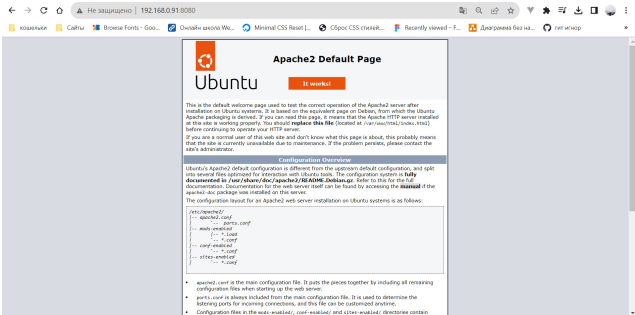 Не защищено | 192.168.0.91:8080
кошельки Сайты Browse Fonts - Goo... Онлайн школа We... Minimal CSS Reset |... Сброс CSS стилей... Recently viewed – F... Диаграмма без на... гит игнор »
ubuntu
Apache2 Default Page
It works!
This is the default welcome page used to test the correct operation of the Apache2 server after
installation on Ubuntu systems. It is based on the equivalent page on Debian, from which the Ubuntu
Apache packaging is derived. If you can read this page, it means that the Apache HTTP server installed
at this site is working properly. You should replace this file (located at /var/www/html/index.html)
before continuing to operate your HTTP server.
If you are a normal user of this web site and don't know what this page is about, this probably means
that the site is currently unavailable due to maintenance. If the problem persists, please contact the
site's administrator.
Configuration Overview
Ubuntu's Apache2 default configuration is different from the upstream default configuration, and split
into several files optimized for interaction with Ubuntu tools. The configuration system is fully
documented in /usr/share/doc/apache2/README.Debian.gz. Refer to this for the full
documentation. Documentation for the web server itself can be found by accessing the manual if the
apache2-doc package was installed on this server.
The configuration layout for an Apache2 web server installation on Ubuntu systems is as follows:
/etc/apache2/
|-- apache2.conf
|       `-- ports.conf
|-- mods-enabled
|       |-- *.load
|       `-- *.conf
|-- conf-enabled
|       `-- *.conf
|-- sites-enabled
|       `-- *.conf
• apache2.conf is the main configuration file. It puts the pieces together by including all remaining
configuration files when starting up the web server.
• ports.conf is always included from the main configuration file. It is used to determine the
listening ports for incoming connections, and this file can be customized anytime.
• Configuration files in the mods-enabled/, conf-enabled/ and sites-enabled/ directories contain